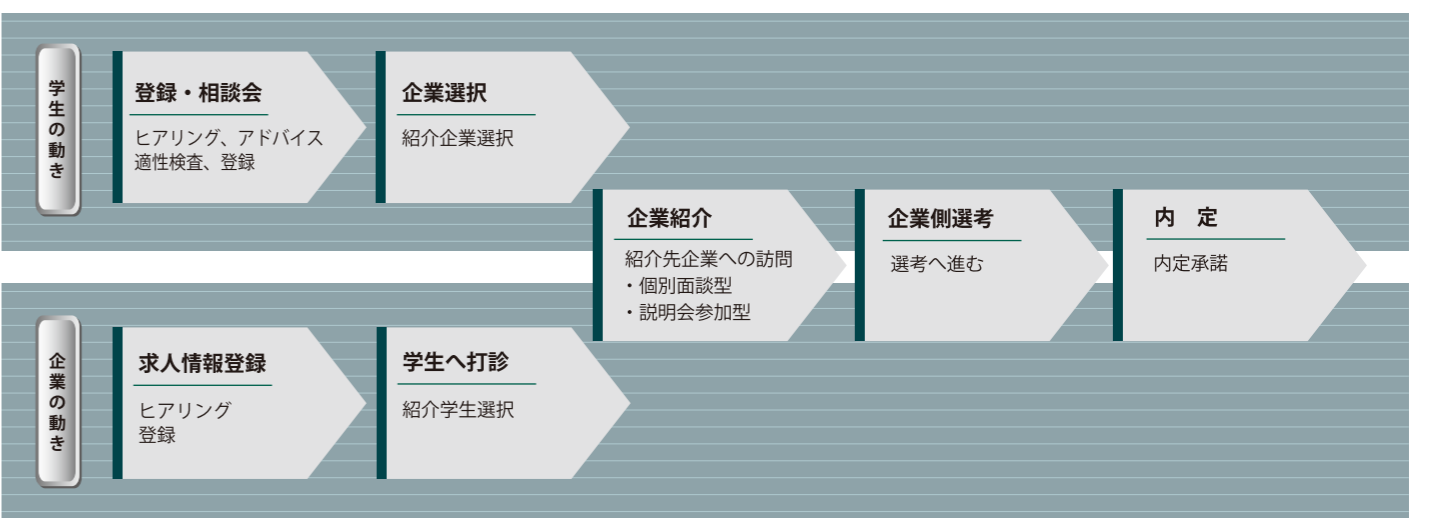 学生の動き
登録・相談会
ヒアリング、アドバイス
適性検査、登録
企業選択
紹介企業選択
企業紹介
紹介先企業への訪問
・個別面談型
・説明会参加型
企業側選考
選考へ進む
内　定
内定承諾
企業の動き
求人情報登録
ヒアリング
登録
学生へ打診
紹介学生選択